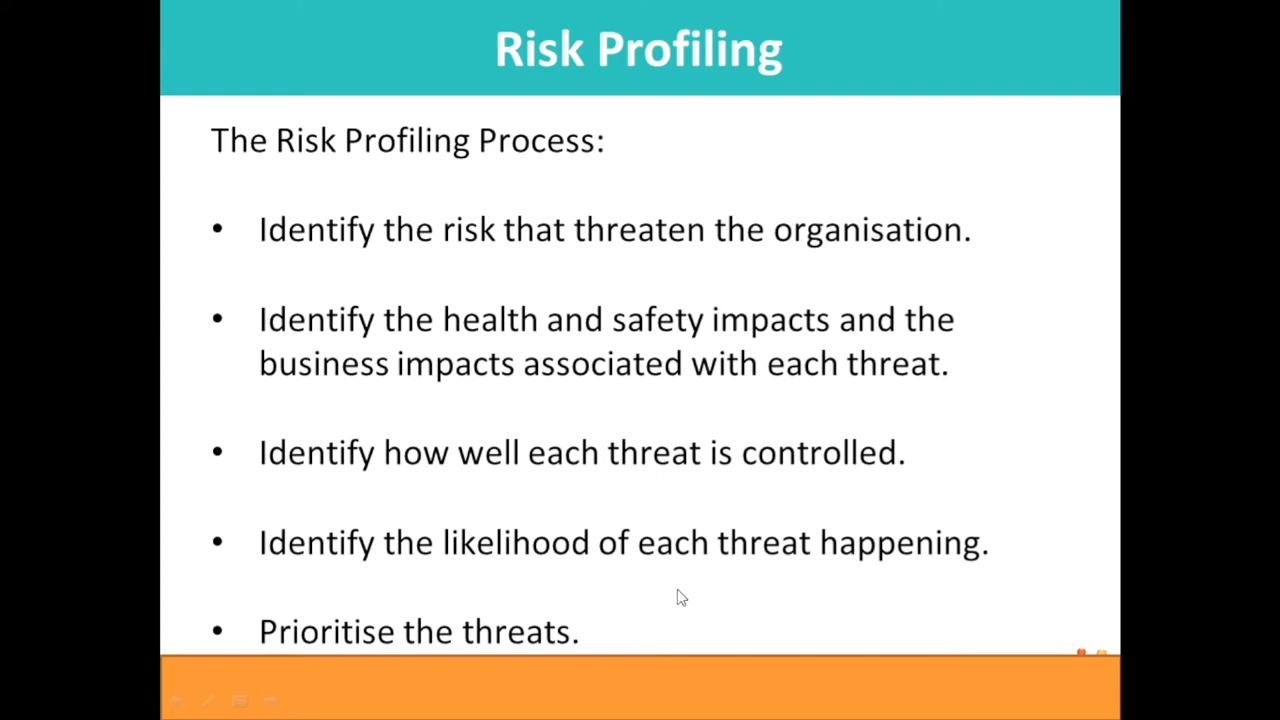 Risk Profiling
The Risk Profiling Process:
• Identify the risk that threaten the organisation.
• Identify the health and safety impacts and the
business impacts associated with each threat.
• Identify how well each threat is controlled.
• Identify the likelihood of each threat happening.
• Prioritise the threats.